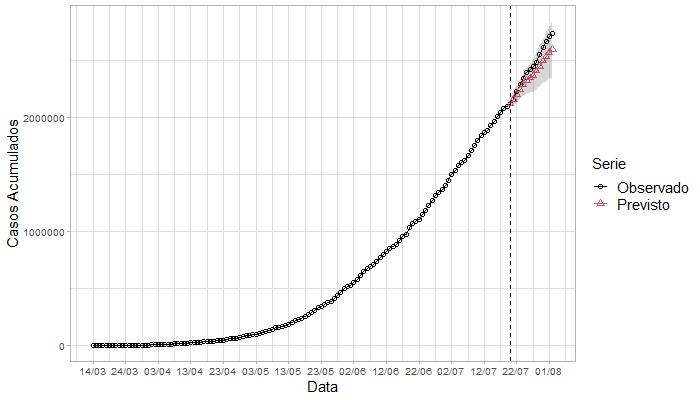 Casos Acumulados
2000000
1000000
0
14/03 24/03 03/04 13/04 23/04 03/05 13/05 23/05 02/06 12/06 22/06 02/07 12/07 22/07 01/08
Data
Serie
Observado
Previsto